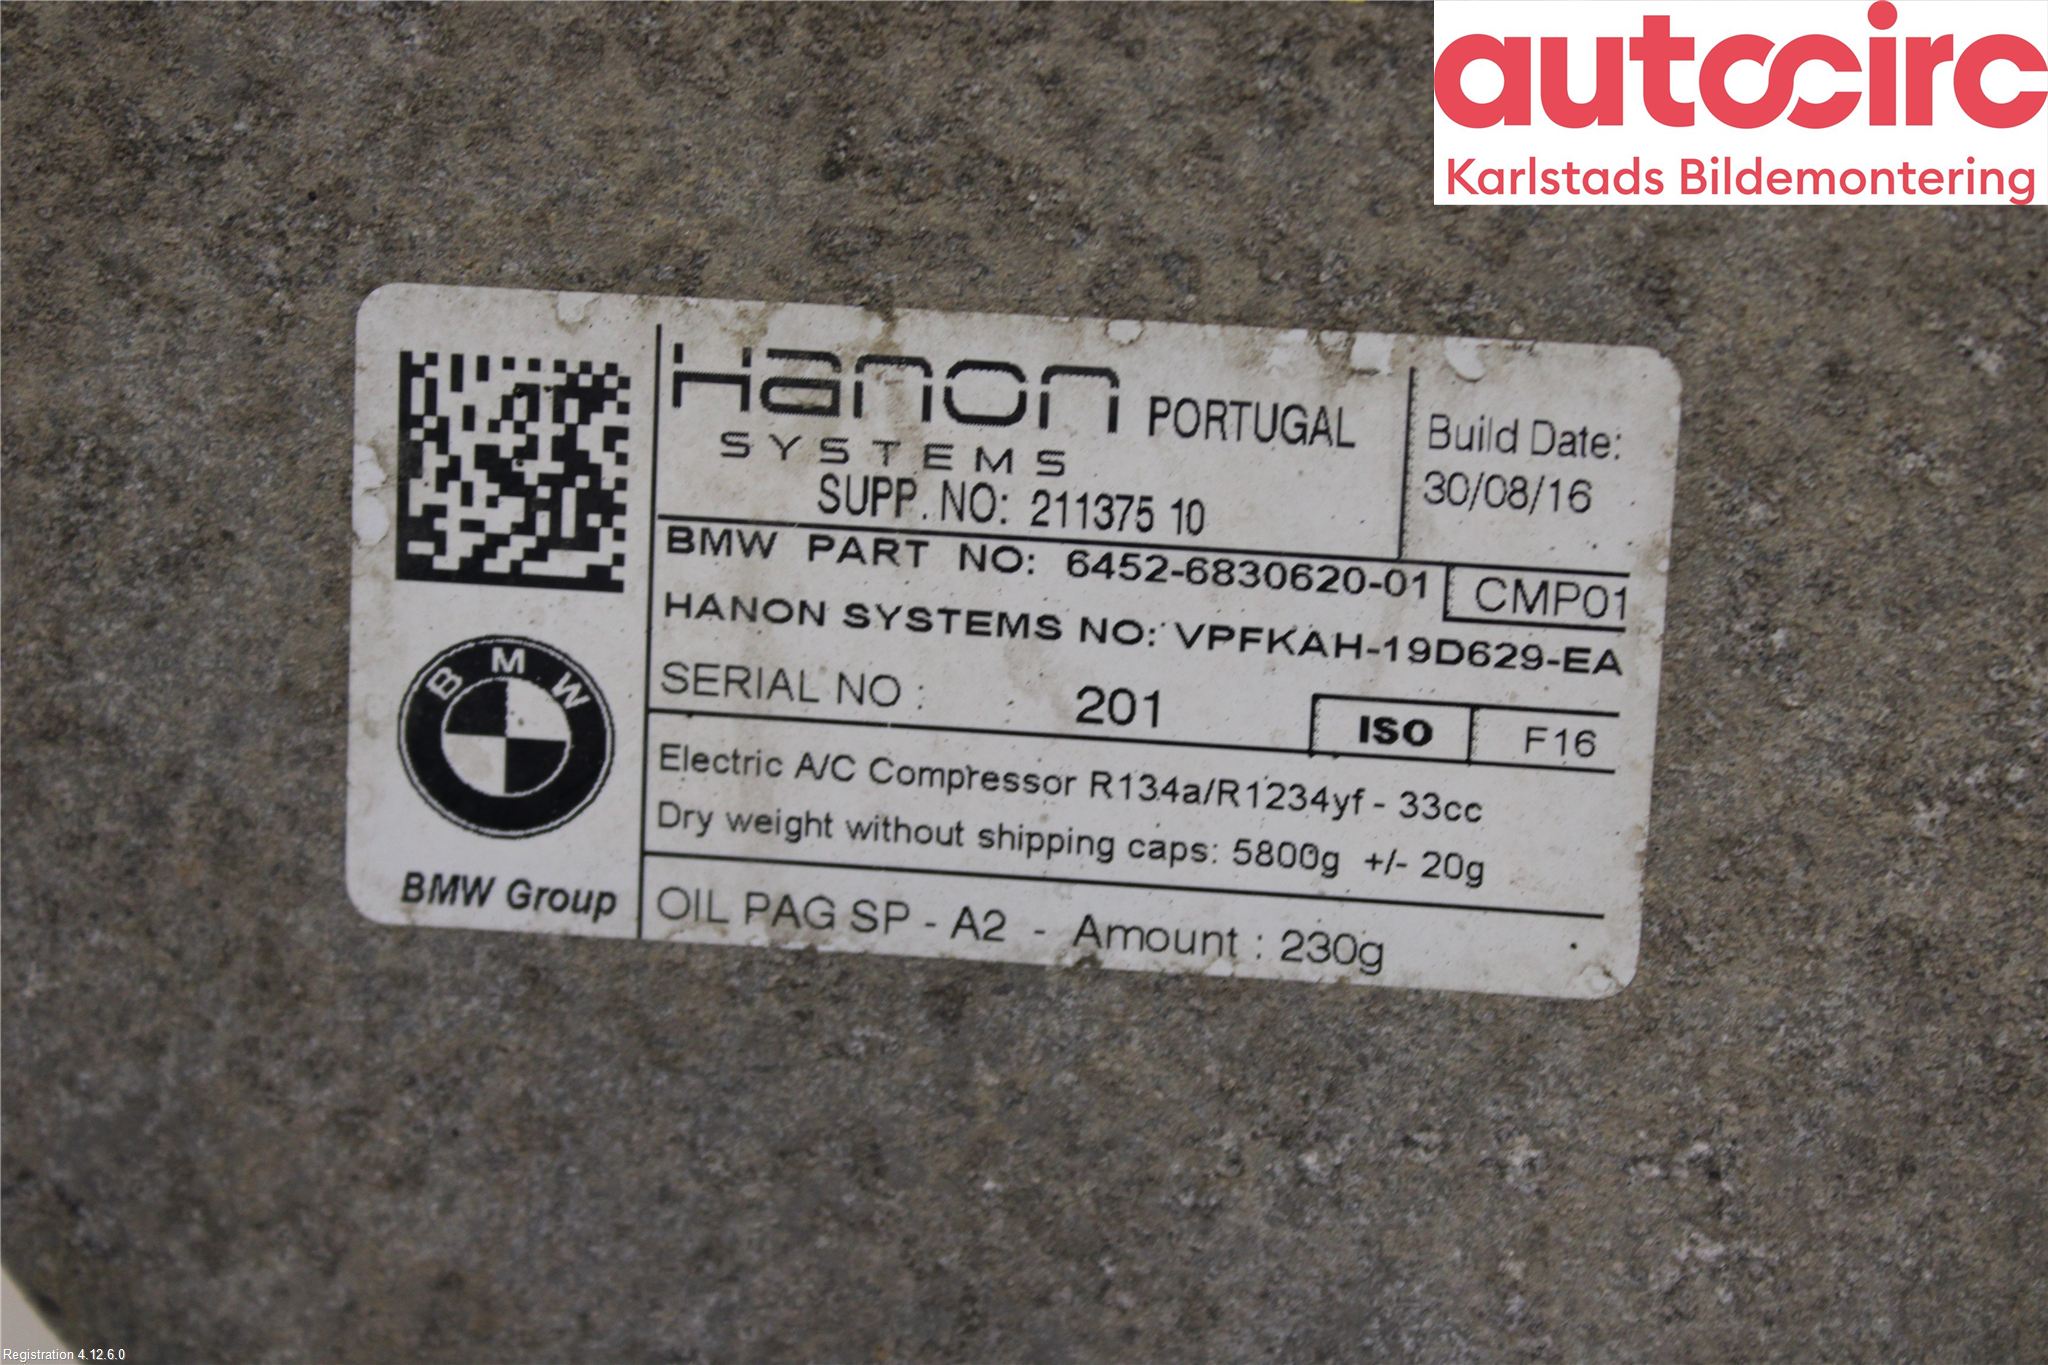 autocirc
Karlstads Bildemontering
Hanon PORTUGAL
SYSTEMS
SUPP. NO: 211375 10
Build Date:
30/08/16
BMW PART NO: 6452-6830620-01 CMP01
HANON SYSTEMS NO: VPFKAH-19D629-EA
SERIAL NO : 201 ISO F16
Electric A/C Compressor R134a/R1234yf - 33cc
Dry weight without shipping caps: 5800g +/- 20g
OIL PAG SP - A2 - Amount : 230g
BMW
BMW Group
Registration 4.12.6.0